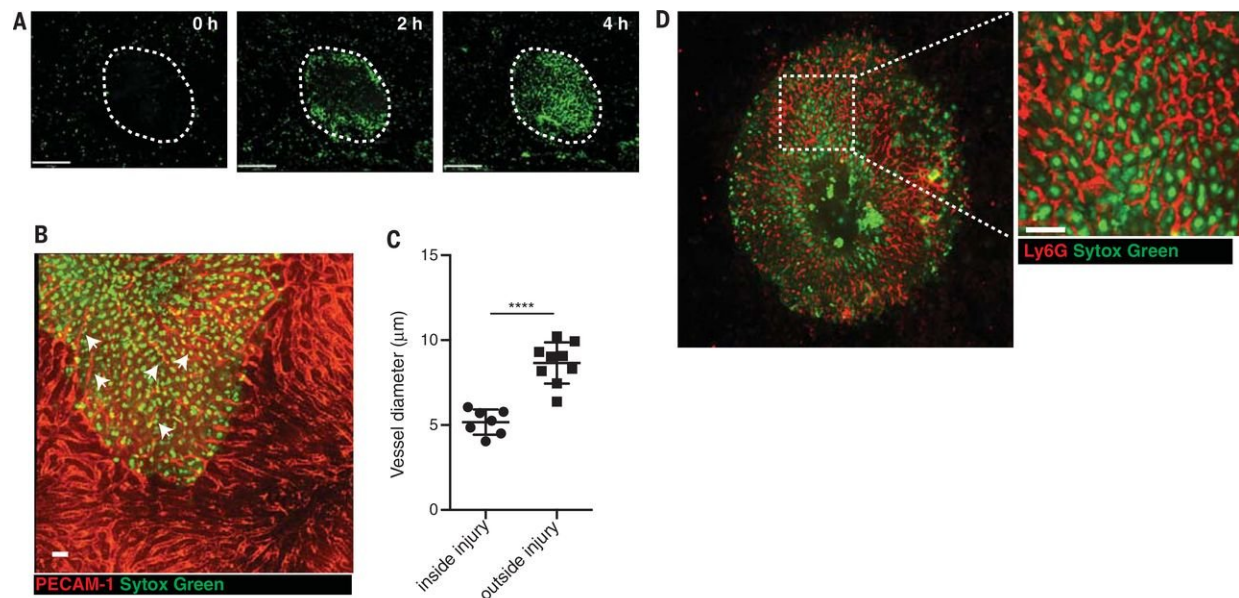 A
0 h
2 h
4 h
B
PECAM-1 Sytox Green
C
15
10
5
0
Vessel diameter (μm)
****
inside injury
outside injury
D
Ly6G Sytox Green